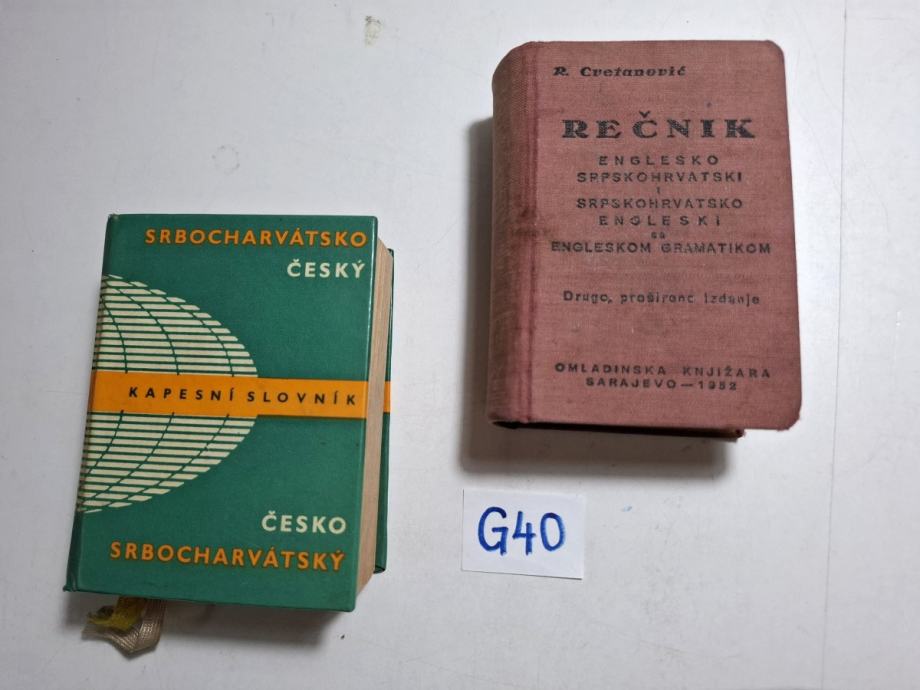 SRBOCHARVÁTSKO
ČESKÝ
KAPESNÍ SLOVNÍK
ČESKO
SRBOCHARVÁTSKÝ
R. Cvetanović
REČNIK
ENGLESKO
SRPSKOHRVATSKI
I
SRPSKOHRVATSKO
ENGLESKI
sa
ENGLESKOM GRAMATIKOM
Drugo, prošireno izdanje
OMLADINSKA KNJIŽARA
SARAJEVO — 1952
G40